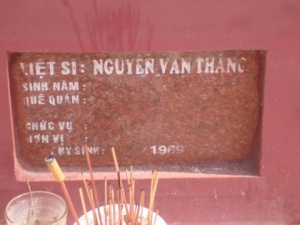 LIỆT SĨ: NGUYỄN VĂN THẮNG
SINH NĂM:
QUÊ QUÁN:
CHỨC VỤ:
ĐƠN VỊ
HY SINH: 1969